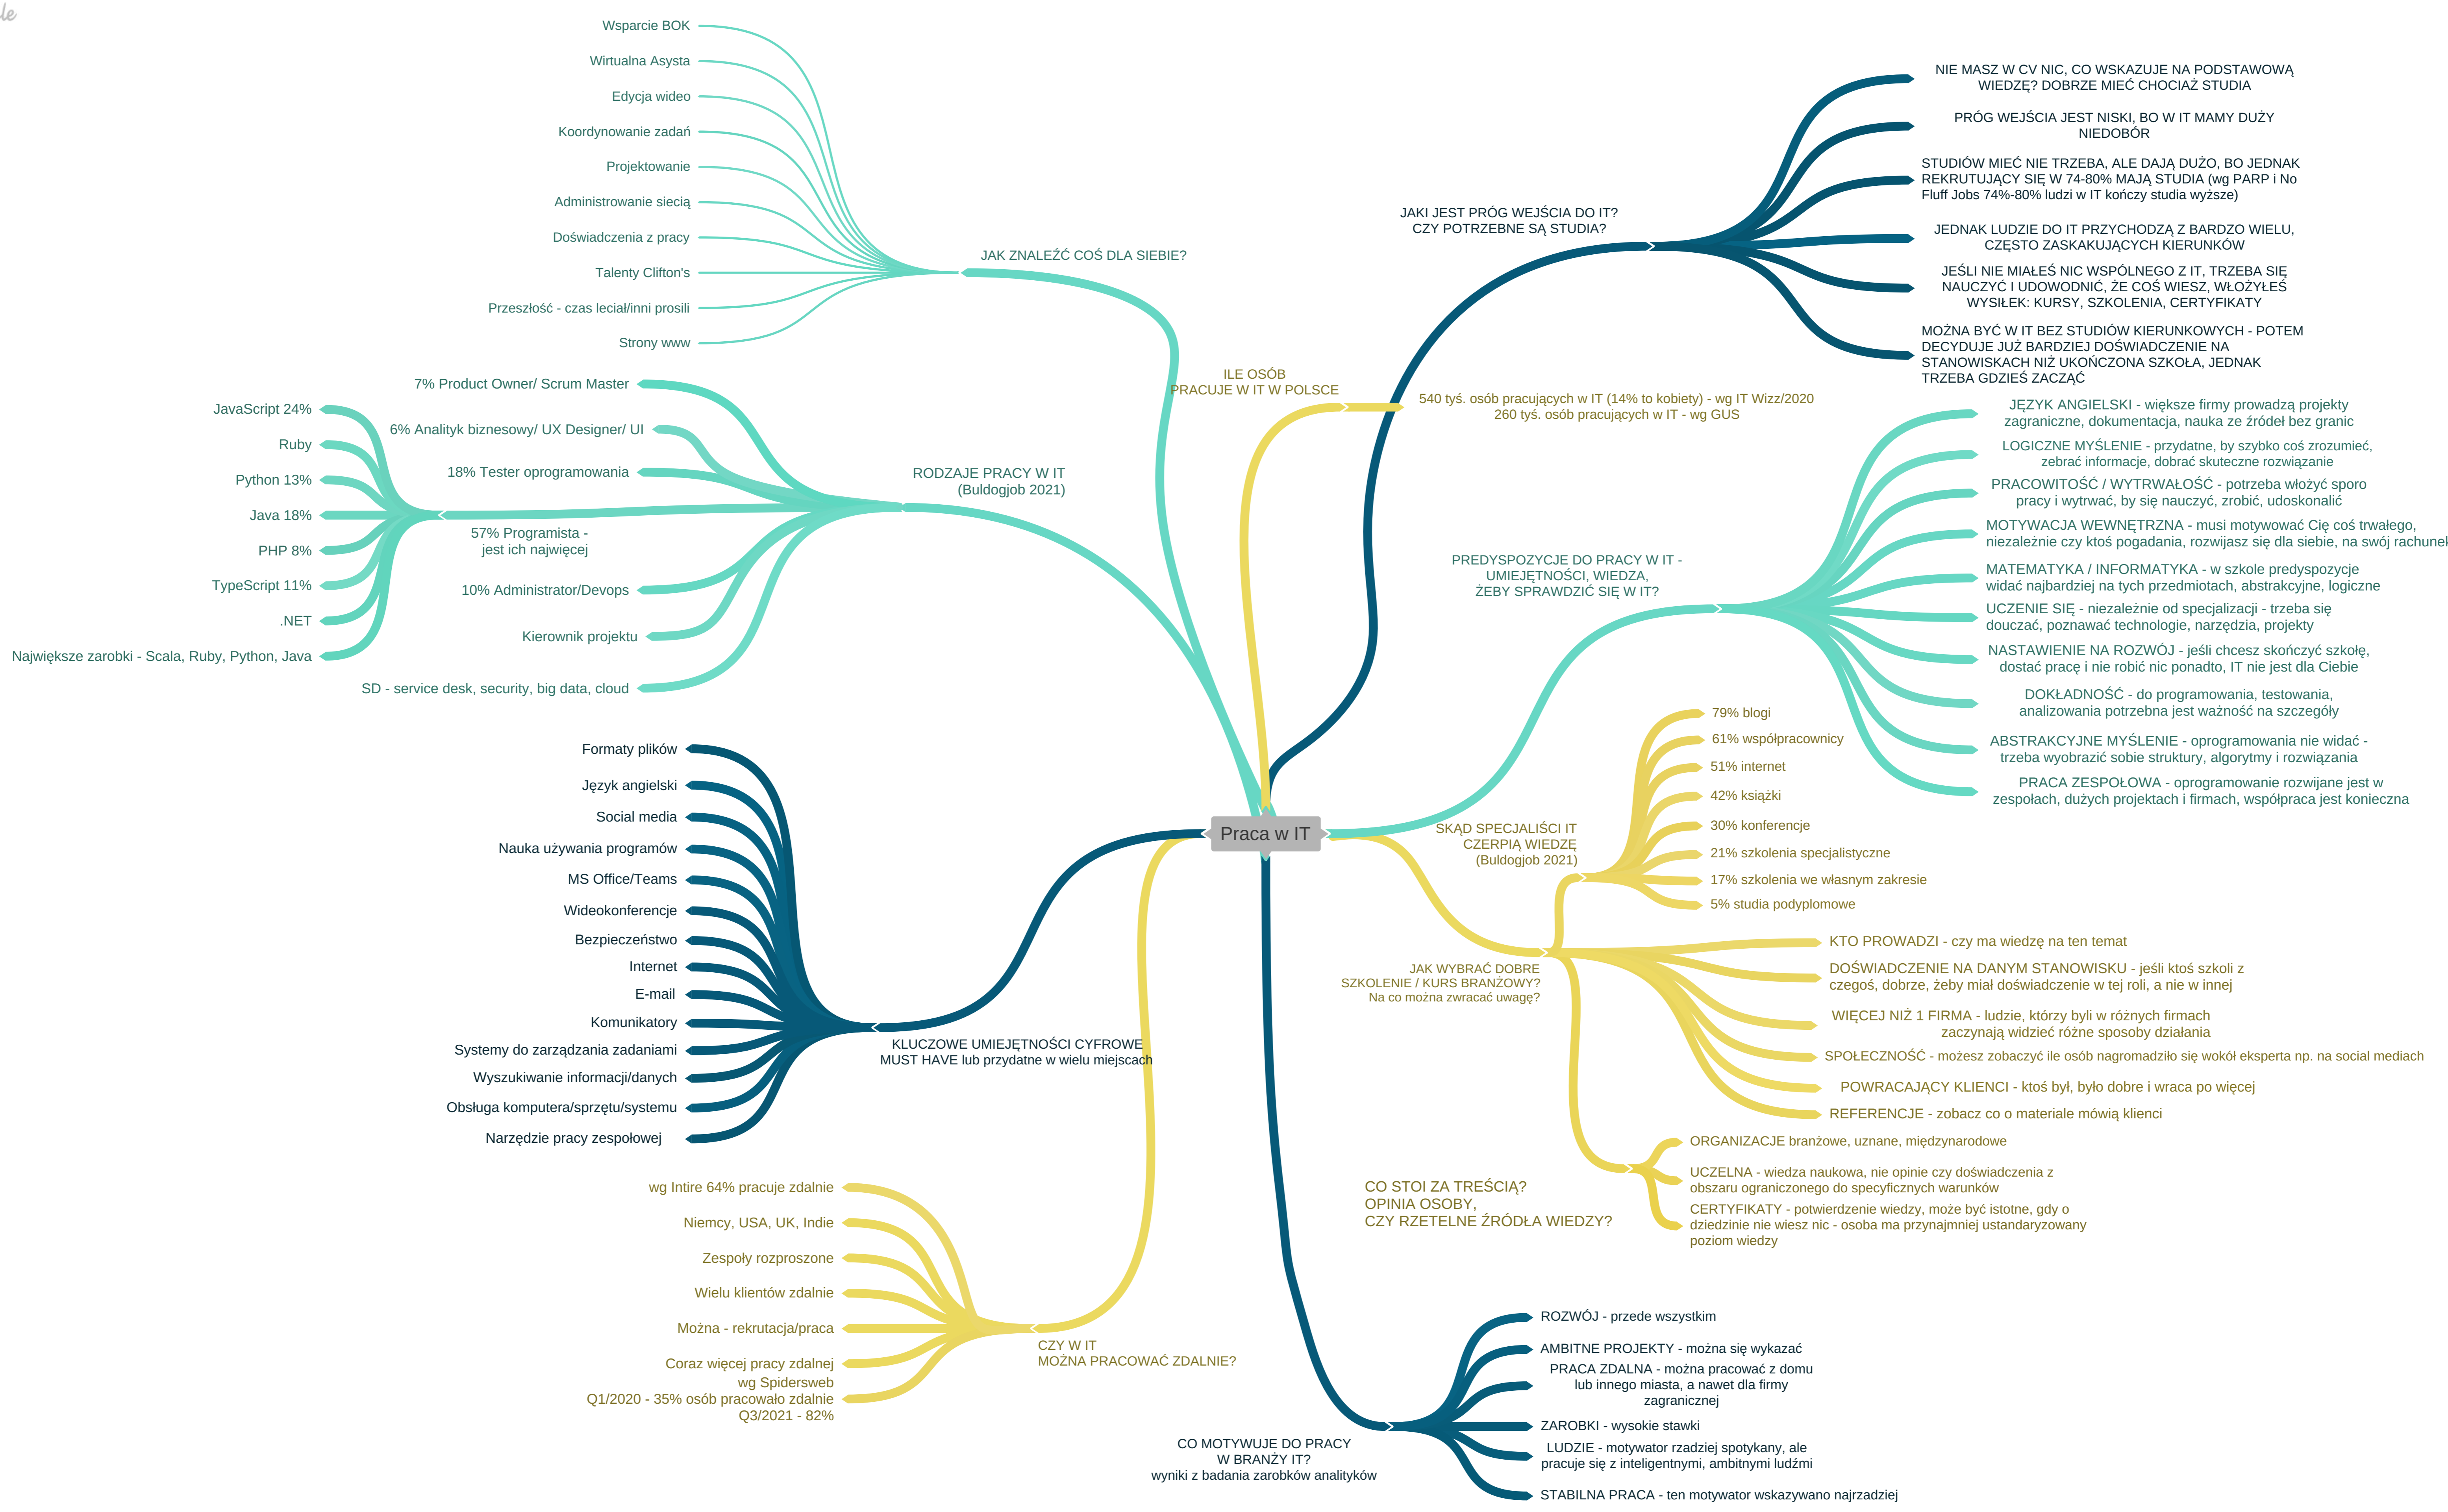 le
Wsparcie BOK
Wirtualna Asysta
Edycja wideo
Koordynowanie zadań
Projektowanie
Administrowanie siecią
Doświadczenia z pracy
Talenty Clifton's
Przeszłość - czas leciał/inni prosili
Strony www
JAK ZNALEŹĆ COŚ DLA SIEBIE?
7% Product Owner/ Scrum Master
6% Analityk biznesowy/ UX Designer/ UI
18% Tester oprogramowania
57% Programista -
jest ich najwięcej
10% Administrator/Devops
Kierownik projektu
SD - service desk, security, big data, cloud
RODZAJE PRACY W IT
(Buldogjob 2021)
JavaScript 24%
Ruby
Python 13%
Java 18%
PHP 8%
TypeScript 11%
.NET
Największe zarobki - Scala, Ruby, Python, Java
Formaty plików
Język angielski
Social media
Nauka używania programów
MS Office/Teams
Wideokonferencje
Bezpieczeństwo
Internet
E-mail
Komunikatory
Systemy do zarządzania zadaniami
Wyszukiwanie informacji/danych
Obsługa komputera/sprzętu/systemu
Narzędzie pracy zespołowej
KLUCZOWE UMIEJĘTNOŚCI CYFROWE
MUST HAVE lub przydatne w wielu miejscach
wg Intire 64% pracuje zdalnie
Niemcy, USA, UK, Indie
Zespoły rozproszone
Wielu klientów zdalnie
Można - rekrutacja/praca
Coraz więcej pracy zdalnej
wg Spidersweb
Q1/2020 - 35% osób pracowało zdalnie
Q3/2021 - 82%
CZY W IT
MOŻNA PRACOWAĆ ZDALNIE?
Praca w IT
ILE OSÓB
PRACUJE W IT W POLSCE
540 tyś. osób pracujących w IT (14% to kobiety) - wg IT Wizz/2020
260 tyś. osób pracujących w IT - wg GUS
JAKI JEST PRÓG WEJŚCIA DO IT?
CZY POTRZEBNE SĄ STUDIA?
NIE MASZ W CV NIC, CO WSKAZUJE NA PODSTAWOWĄ
WIEDZĘ? DOBRZE MIEĆ CHOCIAŻ STUDIA
PRÓG WEJŚCIA JEST NISKI, BO W IT MAMY DUŻY
NIEDOBÓR
STUDIÓW MIEĆ NIE TRZEBA, ALE DAJĄ DUŻO, BO JEDNAK
REKRUTUJĄCY SIĘ W 74-80% MAJĄ STUDIA (wg PARP i No
Fluff Jobs 74%-80% ludzi w IT kończy studia wyższe)
JEDNAK LUDZIE DO IT PRZYCHODZĄ Z BARDZO WIELU,
CZĘSTO ZASKAKUJĄCYCH KIERUNKÓW
JEŚLI NIE MIAŁEŚ NIC WSPÓLNEGO Z IT, TRZEBA SIĘ
NAUCZYĆ I UDOWODNIĆ, ŻE COŚ WIESZ, WŁOŻYŁEŚ
WYSIŁEK: KURSY, SZKOLENIA, CERTYFIKATY
MOŻNA BYĆ W IT BEZ STUDIÓW KIERUNKOWYCH - POTEM
DECYDUJE JUŻ BARDZIEJ DOŚWIADCZENIE NA
STANOWISKACH NIŻ UKOŃCZONA SZKOŁA, JEDNAK
TRZEBA GDZIEŚ ZACZĄĆ
PREDYSPOZYCJE DO PRACY W IT -
UMIEJĘTNOŚCI, WIEDZA,
ŻEBY SPRAWDZIĆ SIĘ W IT?
JĘZYK ANGIELSKI - większe firmy prowadzą projekty
zagraniczne, dokumentacja, nauka ze źródeł bez granic
LOGICZNE MYŚLENIE - przydatne, by szybko coś zrozumieć,
zebrać informacje, dobrać skuteczne rozwiązanie
PRACOWITOŚĆ / WYTRWAŁOŚĆ - potrzeba włożyć sporo
pracy i wytrwać, by się nauczyć, zrobić, udoskonalić
MOTYWACJA WEWNĘTRZNA - musi motywować Cię coś trwałego,
niezależnie czy ktoś pogadania, rozwijasz się dla siebie, na swój rachunek
MATEMATYKA / INFORMATYKA - w szkole predyspozycje
widać najbardziej na tych przedmiotach, abstrakcyjne, logiczne
UCZENIE SIĘ - niezależnie od specjalizacji - trzeba się
douczać, poznawać technologie, narzędzia, projekty
NASTAWIENIE NA ROZWÓJ - jeśli chcesz skończyć szkołę,
dostać pracę i nie robić nic ponadto, IT nie jest dla Ciebie
DOKŁADNOŚĆ - do programowania, testowania,
analizowania potrzebna jest ważność na szczegóły
ABSTRAKCYJNE MYŚLENIE - oprogramowania nie widać -
trzeba wyobrazić sobie struktury, algorytmy i rozwiązania
PRACA ZESPOŁOWA - oprogramowanie rozwijane jest w
zespołach, dużych projektach i firmach, współpraca jest konieczna
SKĄD SPECJALIŚCI IT
CZERPIĄ WIEDZĘ
(Buldogjob 2021)
79% blogi
61% współpracownicy
51% internet
42% książki
30% konferencje
21% szkolenia specjalistyczne
17% szkolenia we własnym zakresie
5% studia podyplomowe
JAK WYBRAĆ DOBRE
SZKOLENIE / KURS BRANŻOWY?
Na co można zwracać uwagę?
KTO PROWADZI - czy ma wiedzę na ten temat
DOŚWIADCZENIE NA DANYM STANOWISKU - jeśli ktoś szkoli z
czegoś, dobrze, żeby miał doświadczenie w tej roli, a nie w innej
WIĘCEJ NIŻ 1 FIRMA - ludzie, którzy byli w różnych firmach
zaczynają widzieć różne sposoby działania
SPOŁECZNOŚĆ - możesz zobaczyć ile osób nagromadziło się wokół eksperta np. na social mediach
POWRACAJĄCY KLIENCI - ktoś był, było dobre i wraca po więcej
REFERENCJE - zobacz co o materiale mówią klienci
CO STOI ZA TREŚCIĄ?
OPINIA OSOBY,
CZY RZETELNE ŹRÓDŁA WIEDZY?
ORGANIZACJE branżowe, uznane, międzynarodowe
UCZELNA - wiedza naukowa, nie opinie czy doświadczenia z
obszaru ograniczonego do specyficznych warunków
CERTYFIKATY - potwierdzenie wiedzy, może być istotne, gdy o
dziedzinie nie wiesz nic - osoba ma przynajmniej ustandaryzowany
poziom wiedzy
CO MOTYWUJE DO PRACY
W BRANŻY IT?
wyniki z badania zarobków analityków
ROZWÓJ - przede wszystkim
AMBITNE PROJEKTY - można się wykazać
PRACA ZDALNA - można pracować z domu
lub innego miasta, a nawet dla firmy
zagranicznej
ZAROBKI - wysokie stawki
LUDZIE - motywator rzadziej spotykany, ale
pracuje się z inteligentnymi, ambitnymi ludźmi
STABILNA PRACA - ten motywator wskazywano najrzadziej